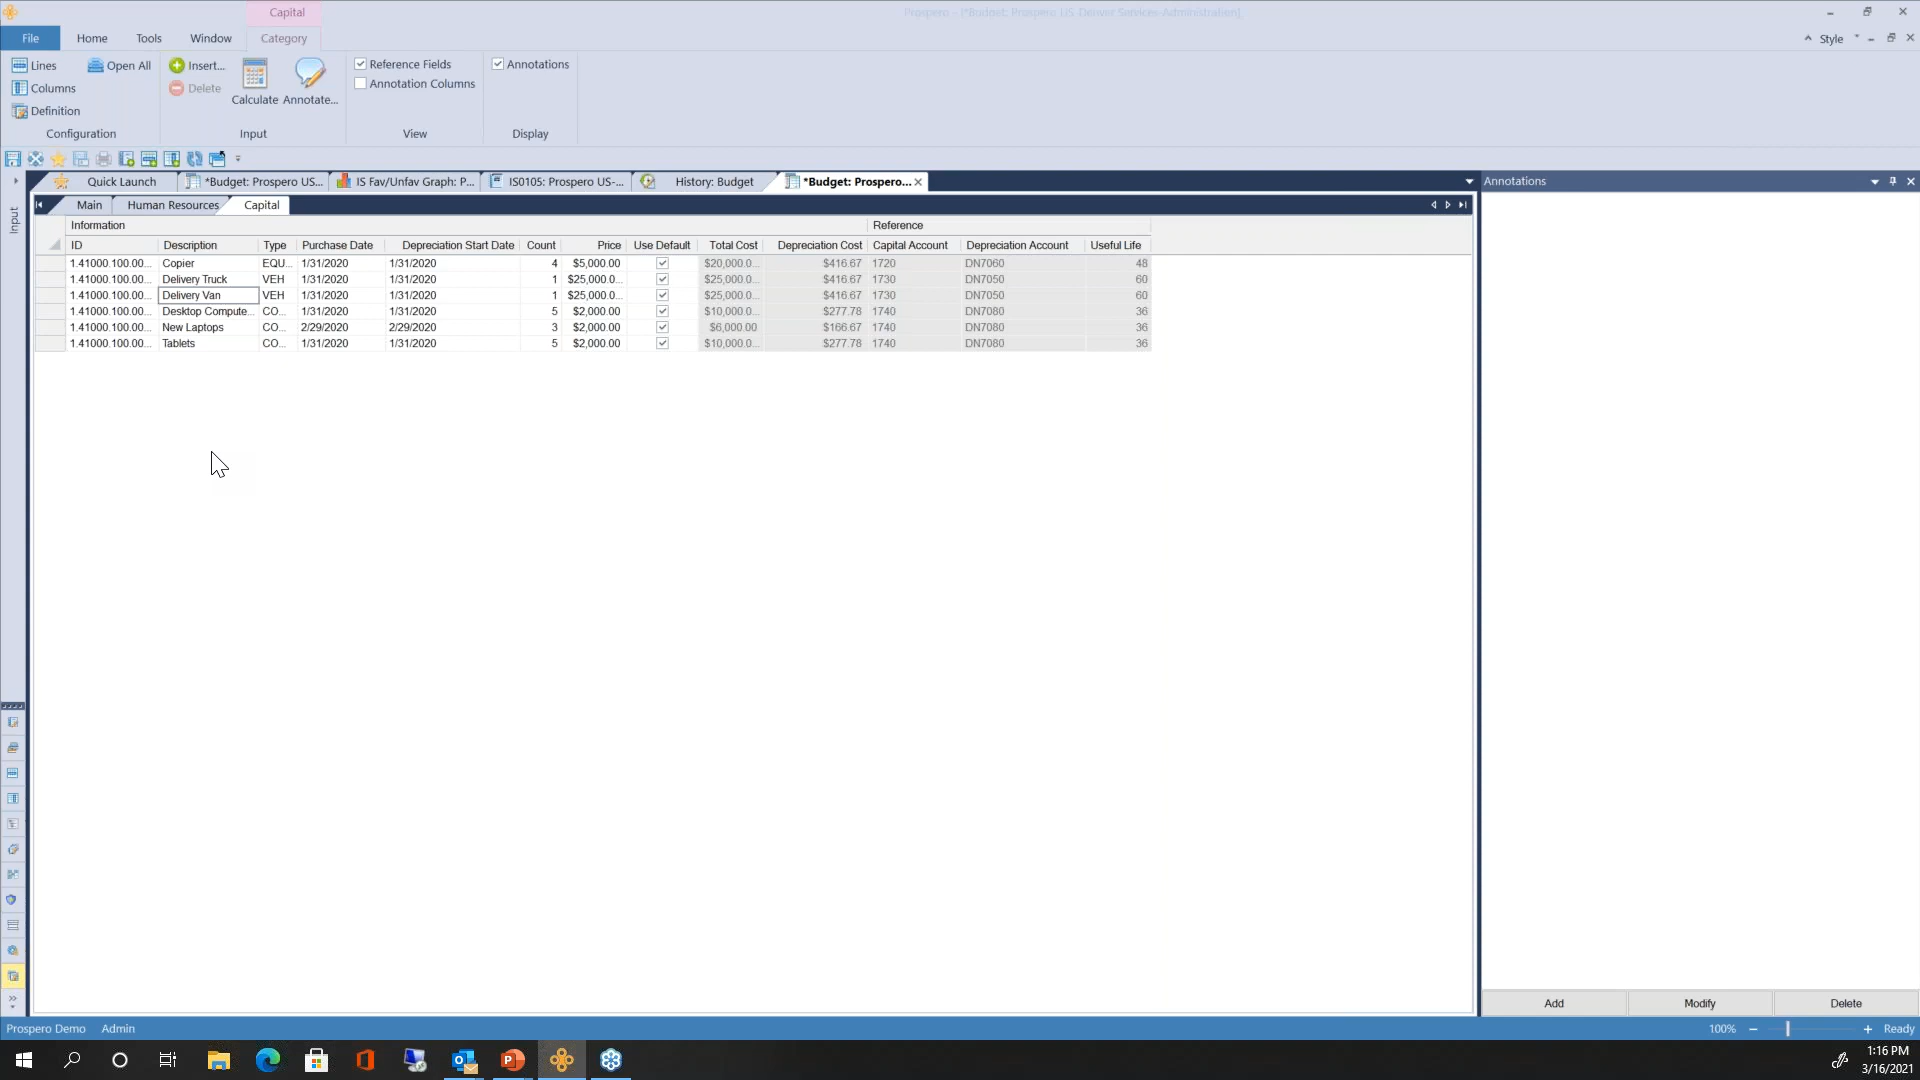 Capital
Prospero - [*Budget: Prospero US-Denver Services-Administration]
File Home Tools Window Category
Style
Lines Open All Insert... Reference Fields Annotations
Columns Delete Calculate Annotate... Annotation Columns
Definition
Configuration Input View Display
Quick Launch *Budget: Prospero US... IS Fav/Unfav Graph: P... IS0105: Prospero US-... History: Budget *Budget: Prospero... Annotations
Input
Main Human Resources Capital
Information Reference
ID Description Type Purchase Date Depreciation Start Date Count Price Use Default Total Cost Depreciation Cost Capital Account Depreciation Account Useful Life
1.41000.100.00... Copier EQU... 1/31/2020 1/31/2020 4 $5,000.00 $20,000.0... $416.67 1720 DN7060 48
1.41000.100.00... Delivery Truck VEH 1/31/2020 1/31/2020 1 $25,000.0... $25,000.0... $416.67 1730 DN7050 60
1.41000.100.00... Delivery Van VEH 1/31/2020 1/31/2020 1 $25,000.0... $25,000.0... $416.67 1730 DN7050 60
1.41000.100.00... Desktop Compute... CO... 1/31/2020 1/31/2020 5 $2,000.00 $10,000.0... $277.78 1740 DN7080 36
1.41000.100.00... New Laptops CO... 2/29/2020 2/29/2020 3 $2,000.00 $6,000.00 $166.67 1740 DN7080 36
1.41000.100.00... Tablets CO... 1/31/2020 1/31/2020 5 $2,000.00 $10,000.0... $277.78 1740 DN7080 36
Add Modify Delete
Prospero Demo Admin 100% Ready
1:16 PM
3/16/2021